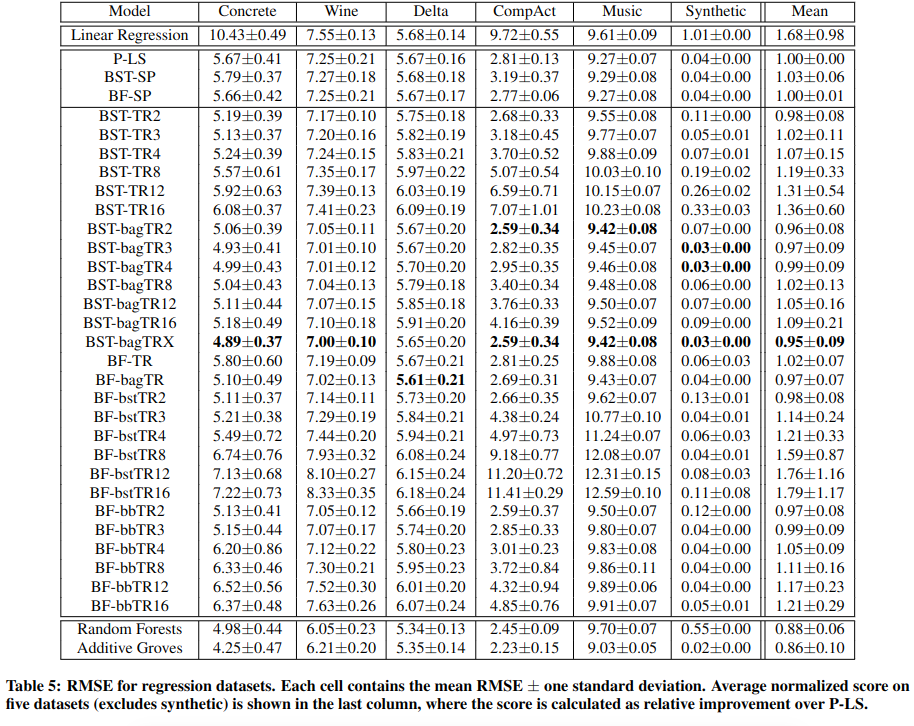 Model Concrete Wine Delta CompAct Music Synthetic Mean
Linear Regression 10.43±0.49 7.55±0.13 5.68±0.14 9.72±0.55 9.61±0.09 1.01±0.00 1.68±0.98
P-LS 5.67±0.41 7.25±0.21 5.67±0.16 2.81±0.13 9.27±0.07 0.04±0.00 1.00±0.00
BST-SP 5.79±0.37 7.27±0.18 5.68±0.18 3.19±0.37 9.29±0.08 0.04±0.00 1.03±0.06
BF-SP 5.66±0.42 7.25±0.21 5.67±0.17 2.77±0.06 9.27±0.08 0.04±0.00 1.00±0.01
BST-TR2 5.19±0.39 7.17±0.10 5.75±0.18 2.68±0.33 9.55±0.08 0.11±0.00 0.98±0.08
BST-TR3 5.13±0.37 7.20±0.16 5.82±0.19 3.18±0.45 9.77±0.07 0.05±0.01 1.02±0.11
BST-TR4 5.24±0.39 7.24±0.15 5.83±0.21 3.70±0.52 9.88±0.09 0.07±0.01 1.07±0.15
BST-TR8 5.57±0.61 7.35±0.17 5.97±0.22 5.07±0.54 10.03±0.10 0.19±0.02 1.19±0.33
BST-TR12 5.92±0.63 7.39±0.13 6.03±0.19 6.59±0.71 10.15±0.07 0.26±0.02 1.31±0.54
BST-TR16 6.08±0.37 7.41±0.23 6.09±0.19 7.07±1.01 10.23±0.08 0.33±0.03 1.36±0.60
BST-bagTR2 5.06±0.39 7.05±0.11 5.67±0.20 2.59±0.34 9.42±0.08 0.07±0.00 0.96±0.08
BST-bagTR3 4.93±0.41 7.01±0.10 5.67±0.20 2.82±0.35 9.45±0.07 0.03±0.00 0.97±0.09
BST-bagTR4 4.99±0.43 7.01±0.12 5.70±0.20 2.95±0.35 9.46±0.08 0.03±0.00 0.99±0.09
BST-bagTR8 5.04±0.43 7.04±0.13 5.79±0.18 3.40±0.34 9.48±0.08 0.06±0.00 1.02±0.13
BST-bagTR12 5.11±0.44 7.07±0.15 5.85±0.18 3.76±0.33 9.50±0.07 0.07±0.00 1.05±0.16
BST-bagTR16 5.18±0.49 7.10±0.18 5.91±0.20 4.16±0.39 9.52±0.09 0.09±0.00 1.09±0.21
BST-bagTRX 4.89±0.37 7.00±0.10 5.65±0.20 2.59±0.34 9.42±0.08 0.03±0.00 0.95±0.09
BF-TR 5.80±0.60 7.19±0.09 5.67±0.21 2.81±0.25 9.88±0.08 0.06±0.03 1.02±0.07
BF-bagTR 5.10±0.49 7.02±0.13 5.61±0.21 2.69±0.31 9.43±0.07 0.04±0.00 0.97±0.07
BF-bstTR2 5.11±0.37 7.14±0.11 5.73±0.20 2.66±0.35 9.62±0.07 0.13±0.01 0.98±0.08
BF-bstTR3 5.21±0.38 7.29±0.19 5.84±0.21 4.38±0.24 10.77±0.10 0.04±0.01 1.14±0.24
BF-bstTR4 5.49±0.72 7.44±0.20 5.94±0.21 4.97±0.73 11.24±0.07 0.06±0.03 1.21±0.33
BF-bstTR8 6.74±0.76 7.93±0.32 6.08±0.24 9.18±0.77 12.08±0.07 0.04±0.01 1.59±0.87
BF-bstTR12 7.13±0.68 8.10±0.27 6.15±0.24 11.20±0.72 12.31±0.15 0.08±0.03 1.76±1.16
BF-bstTR16 7.22±0.73 8.33±0.35 6.18±0.24 11.41±0.29 12.59±0.10 0.11±0.08 1.79±1.17
BF-bbTR2 5.13±0.41 7.05±0.12 5.66±0.19 2.59±0.37 9.50±0.07 0.12±0.00 0.97±0.08
BF-bbTR3 5.15±0.44 7.07±0.17 5.74±0.20 2.85±0.33 9.80±0.07 0.04±0.00 0.99±0.09
BF-bbTR4 6.20±0.86 7.12±0.22 5.80±0.23 3.01±0.23 9.83±0.08 0.04±0.00 1.05±0.09
BF-bbTR8 6.33±0.46 7.30±0.21 5.95±0.23 3.72±0.84 9.86±0.11 0.04±0.00 1.11±0.16
BF-bbTR12 6.52±0.56 7.52±0.30 6.01±0.20 4.32±0.94 9.89±0.06 0.04±0.00 1.17±0.23
BF-bbTR16 6.37±0.48 7.63±0.26 6.07±0.24 4.85±0.76 9.91±0.07 0.05±0.01 1.21±0.29
Random Forests 4.98±0.44 6.05±0.23 5.34±0.13 2.45±0.09 9.70±0.07 0.55±0.00 0.88±0.06
Additive Groves 4.25±0.47 6.21±0.20 5.35±0.14 2.23±0.15 9.03±0.05 0.02±0.00 0.86±0.10
Table 5: RMSE for regression datasets. Each cell contains the mean RMSE ± one standard deviation. Average normalized score on
five datasets (excludes synthetic) is shown in the last column, where the score is calculated as relative improvement over P-LS.